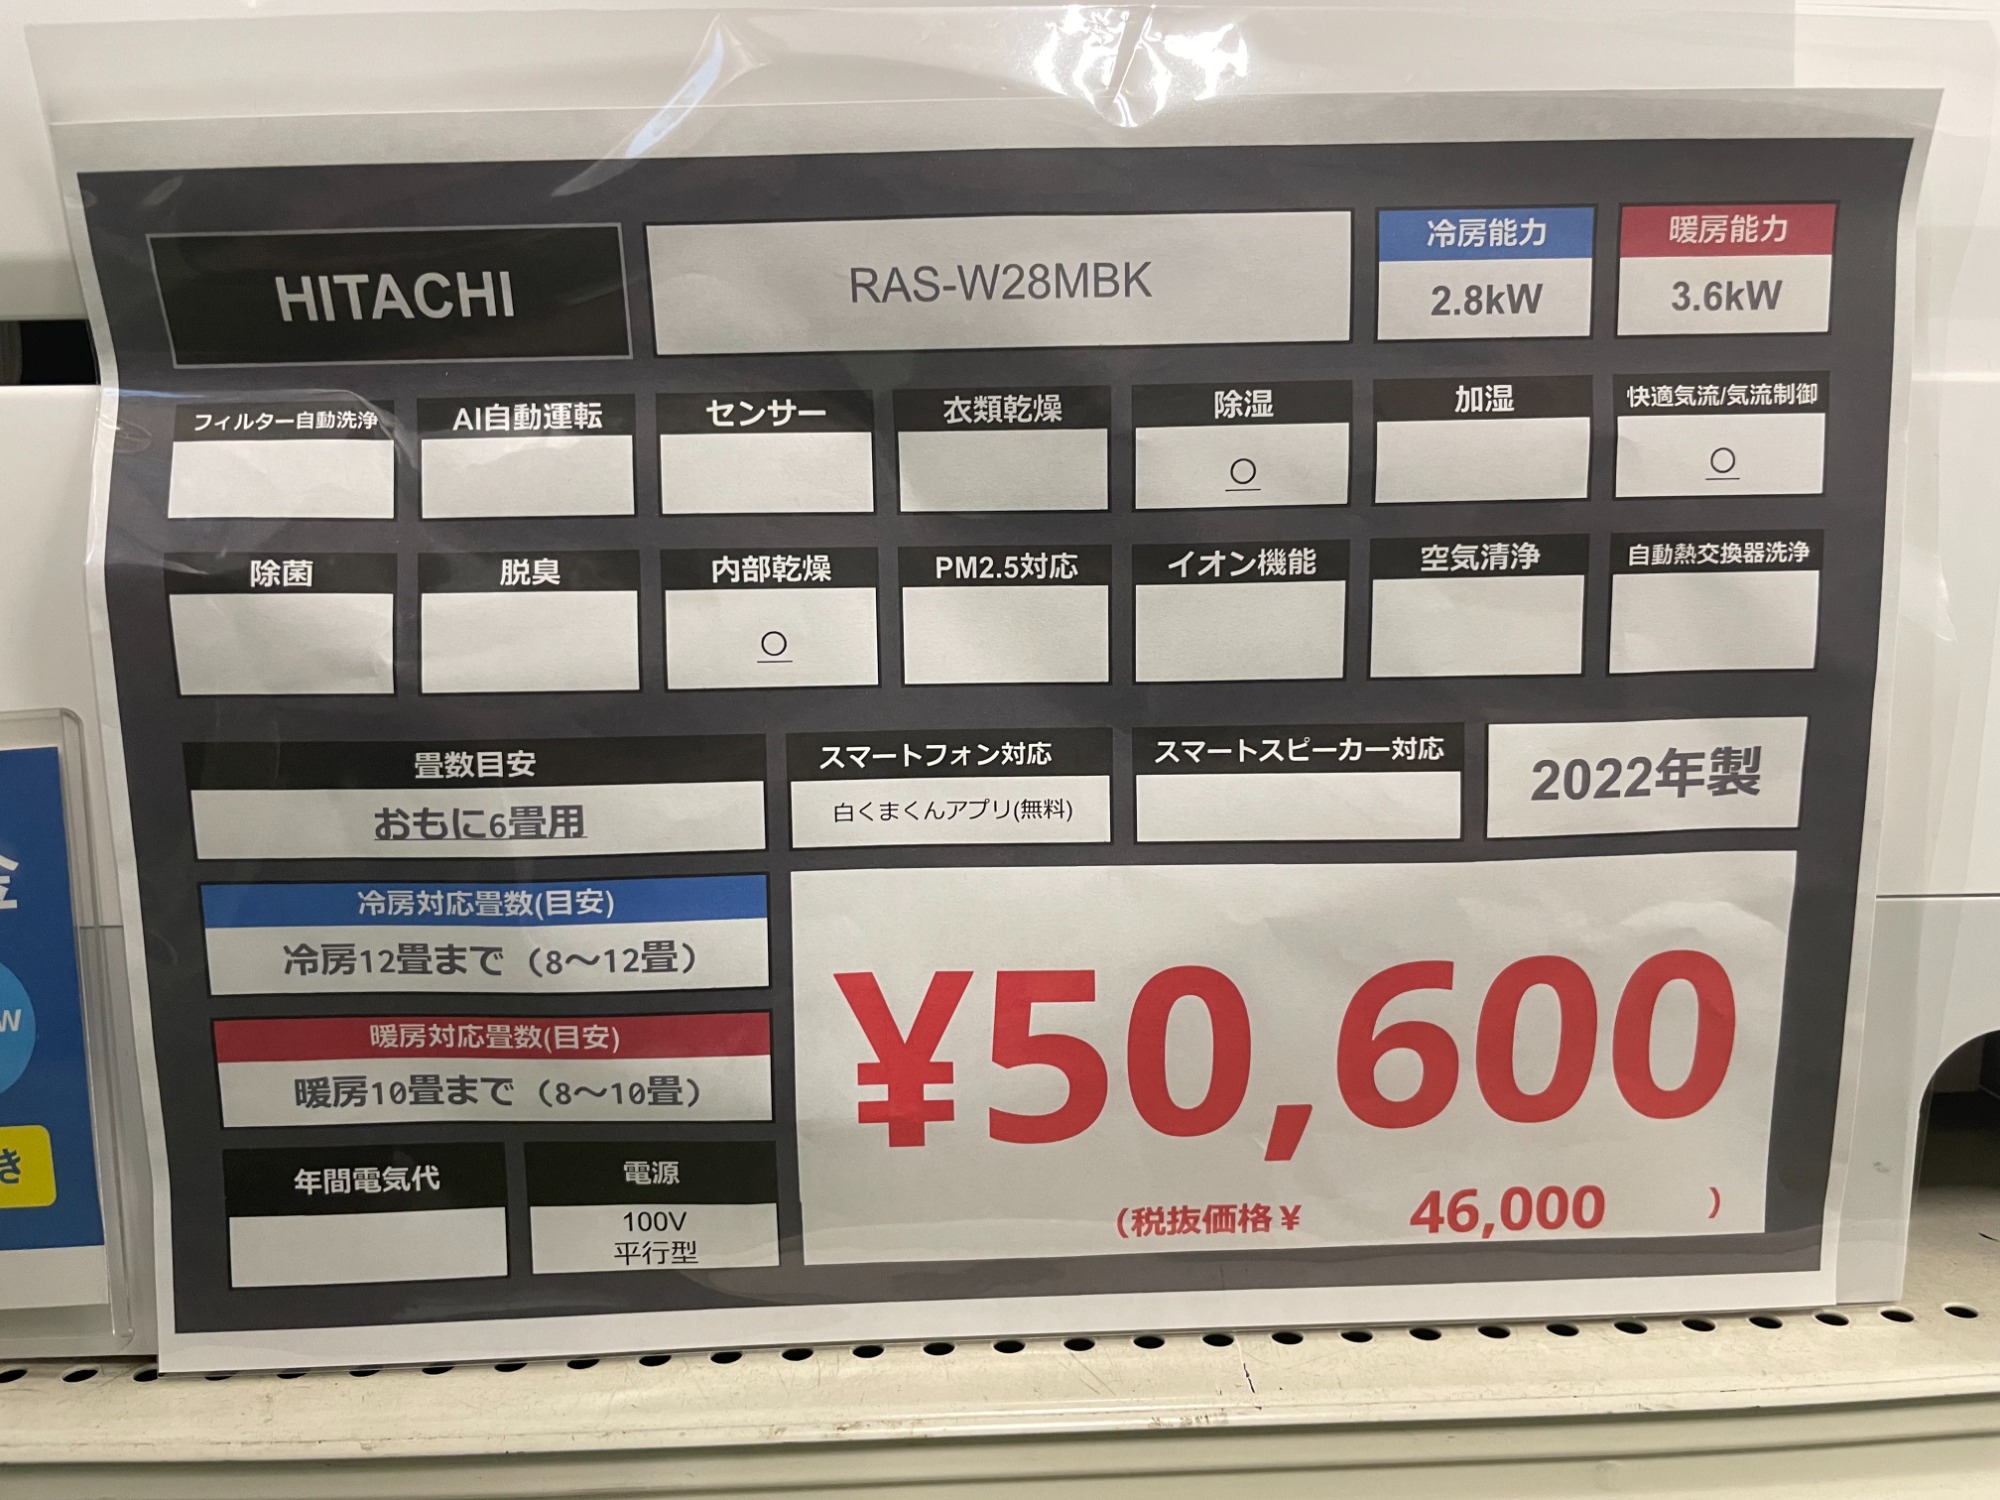 HITACHI
RAS-W28MBK
冷房能力
2.8kW
暖房能力
3.6kW
フィルター自動洗浄
AI自動運転
センサー
衣類乾燥
除湿
○
加湿
快適気流/気流制御
○
除菌
脱臭
内部乾燥
○
PM2.5対応
イオン機能
空気清浄
自動熱交換器洗浄
畳数目安
おもに6畳用
スマートフォン対応
白くまくんアプリ(無料)
スマートスピーカー対応
2022年製
冷房対応畳数(目安)
冷房12畳まで（8〜12畳）
暖房対応畳数(目安)
暖房10畳まで（8〜10畳）
年間電気代
電源
100V
平行型
¥50,600
(税抜価格¥ 46,000 )
金
W
き